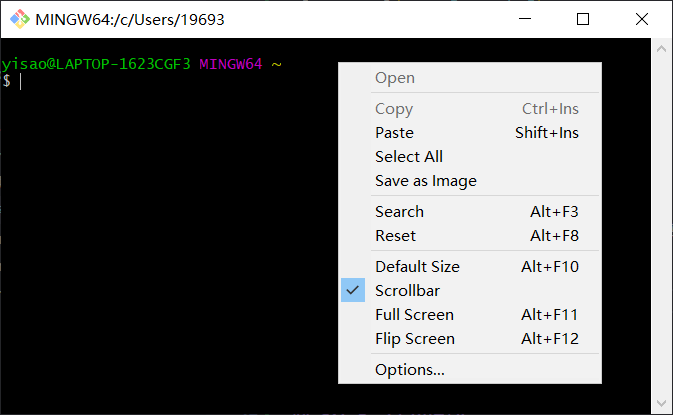 MINGW64:/c/Users/19693
yisao@LAPTOP-1623CGF3 MINGW64 ~
$
Open
Copy Ctrl+Ins
Paste Shift+Ins
Select All
Save as Image
Search Alt+F3
Reset Alt+F8
Default Size Alt+F10
Scrollbar
Full Screen Alt+F11
Flip Screen Alt+F12
Options...